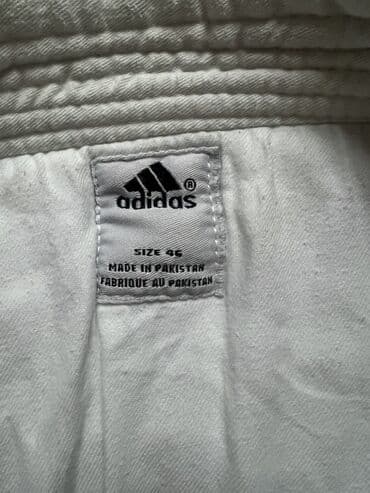 adidas®
SIZE 46
MADE IN PAKISTAN
FABRIQUE AU PAKISTAN